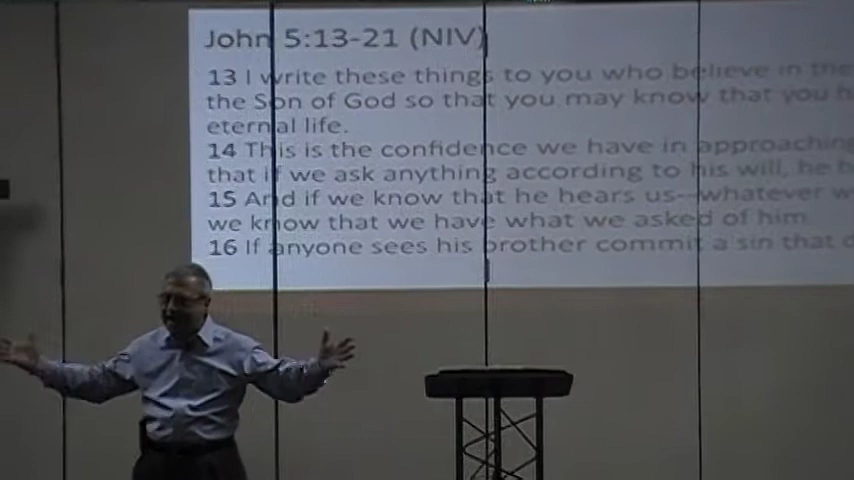 John 5:13-21 (NIV)
13 I write these things to you who believe in the
the Son of God so that you may know that you
eternal life.
14 This is the confidence we have in approaching
that if we ask anything according to his will, he
15 And if we know that he hears us--whatever
we know that we have what we asked of him.
16 If anyone sees his brother commit a sin that